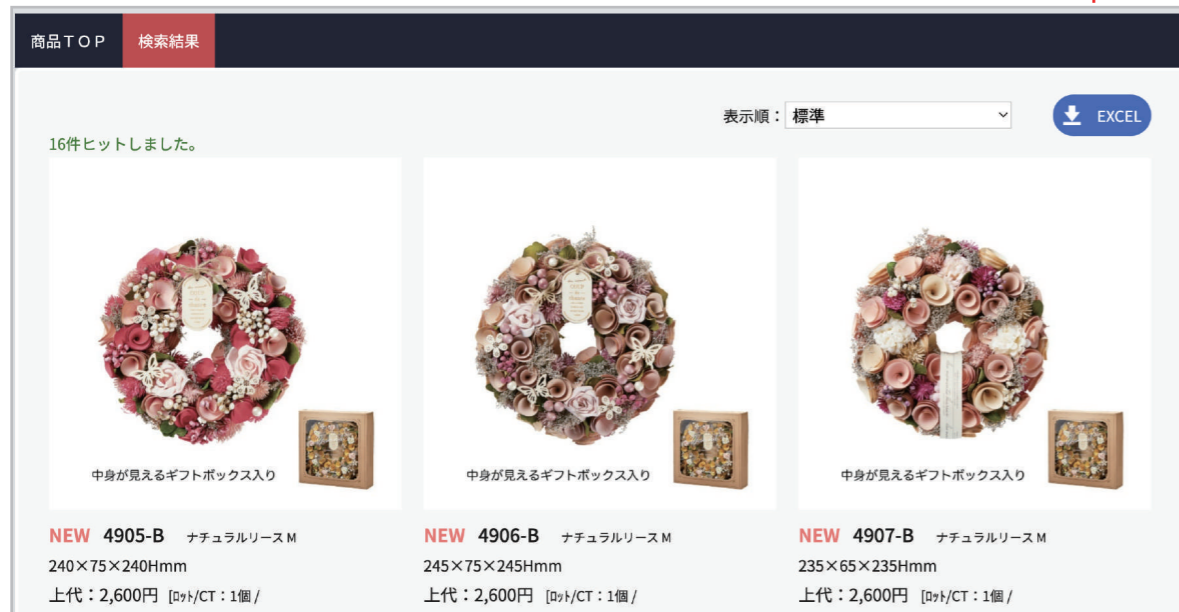 商品ＴＯＰ 検索結果
表示順： 標準 EXCEL
16件ヒットしました。
中身が見えるギフトボックス入り 中身が見えるギフトボックス入り 中身が見えるギフトボックス入り
NEW 4905-B ナチュラルリースＭ NEW 4906-B ナチュラルリースＭ NEW 4907-B ナチュラルリースＭ
240×75×240Hmm 245×75×245Hmm 235×65×235Hmm
上代：2,600円 [ﾛｯﾄ/CT：1個 / 上代：2,600円 [ﾛｯﾄ/CT：1個 / 上代：2,600円 [ﾛｯﾄ/CT：1個 /